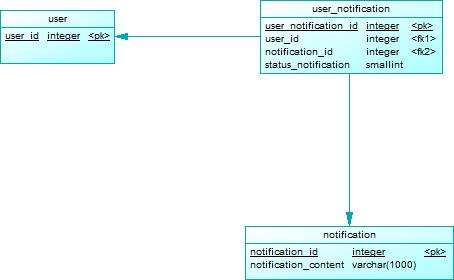 user
user_id integer <pk>
user_notification
user_notification_id integer <pk>
user_id integer <fk1>
notification_id integer <fk2>
status_notification smallint
notification
notification_id integer <pk>
notification_content varchar(1000)